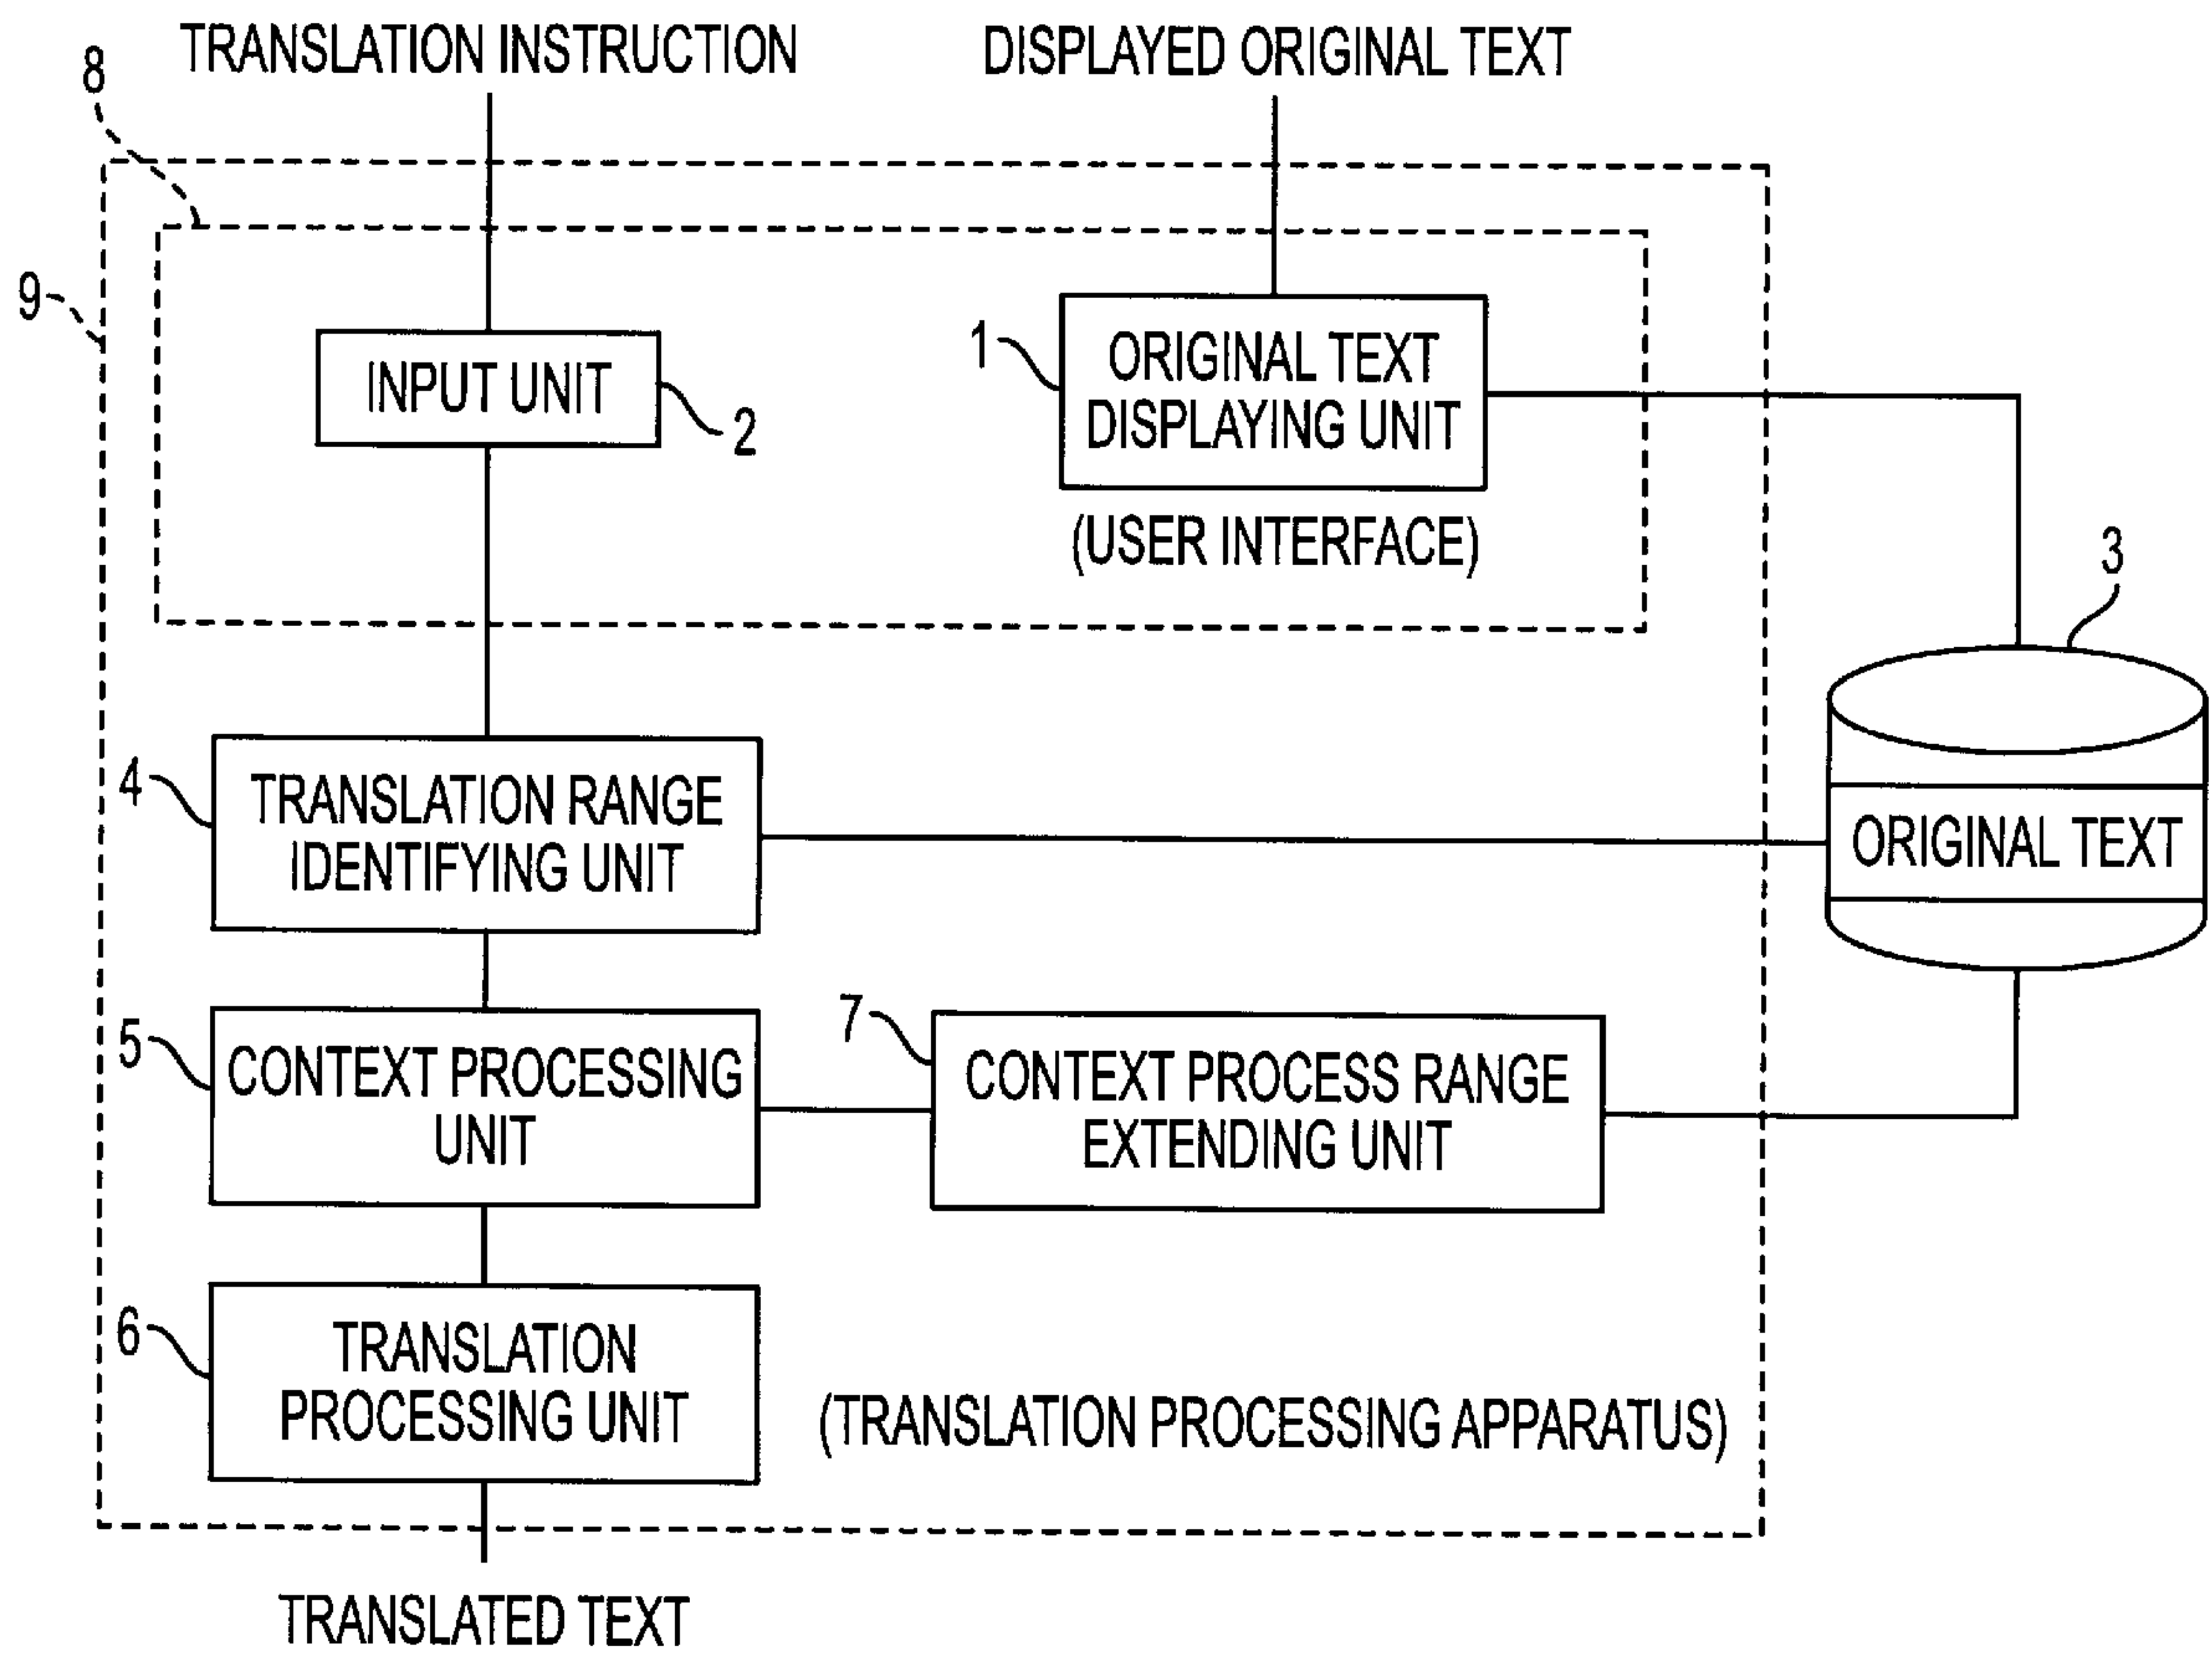 TRANSLATION INSTRUCTION
DISPLAYED ORIGINAL TEXT
8
9
INPUT UNIT
2
1
ORIGINAL TEXT
DISPLAYING UNIT
(USER INTERFACE)
3
4
TRANSLATION RANGE
IDENTIFYING UNIT
ORIGINAL TEXT
5
CONTEXT PROCESSING
UNIT
7
CONTEXT PROCESS RANGE
EXTENDING UNIT
6
TRANSLATION
PROCESSING UNIT
(TRANSLATION PROCESSING APPARATUS)
TRANSLATED TEXT